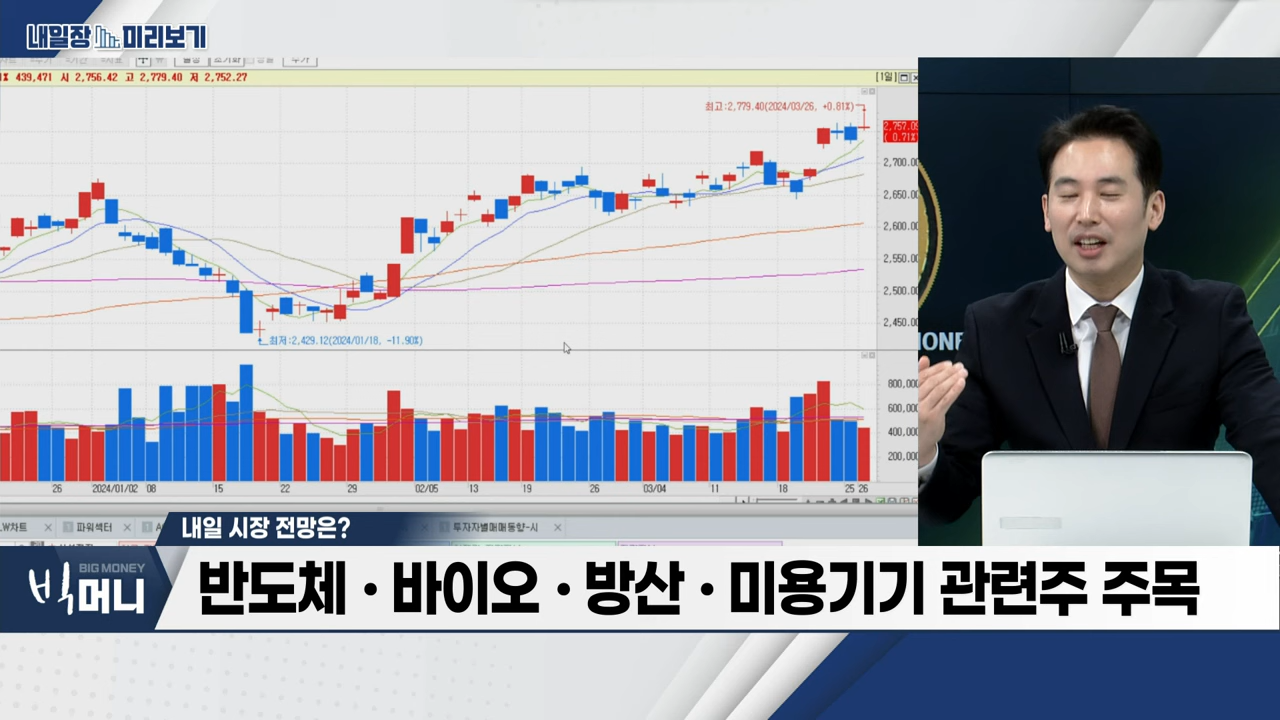 내일장 미리보기
439,471 시 2,756.42 고 2,779.40 저 2,752.27
[1일]
최고:2,779.40(2024/03/26, +0.81%)
2,757.09
( 0.71%
2,700.00
2,650.00
2,600.00
2,550.00
2,500.00
2,450.00
최저:2,429.12(2024/01/18, -11.90%)
800,000
600,000
400,000
200,000
26 2024/01/02 08 15 22 29 02/05 13 19 26 03/04 11 18 25 26
W차트 파워섹터 투자자별매매동향-시
내일 시장 전망은?
BIG MONEY
빅머니
반도체·바이오·방산·미용기기 관련주 주목